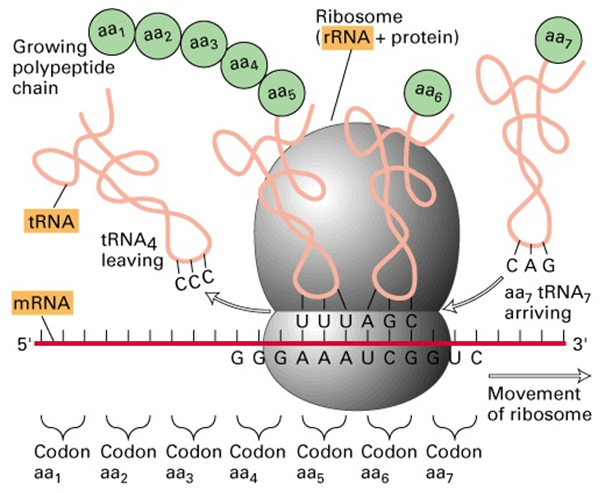 Growing
polypeptide
chain
aa1
aa2
aa3
aa4
aa5
Ribosome
(rRNA + protein)
aa6
aa7
tRNA
tRNA4
leaving
CCC
CAG
aa7 tRNA7
arriving
mRNA
UUUAGC
5'
3'
GGGAAAUCGGUC
Movement
of ribosome
Codon
aa1
Codon
aa2
Codon
aa3
Codon
aa4
Codon
aa5
Codon
aa6
Codon
aa7